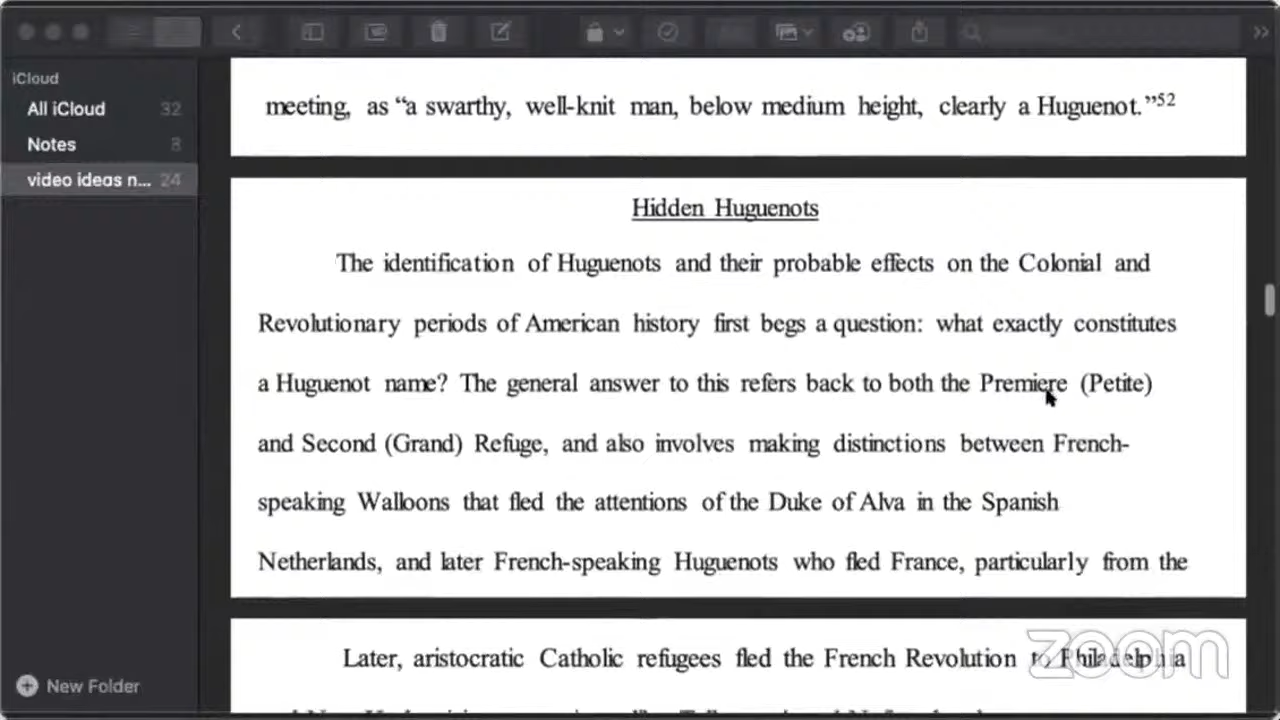 iCloud
All iCloud 32
Notes 8
video ideas n... 24
New Folder
meeting, as “a swarthy, well-knit man, below medium height, clearly a Huguenot.”52
Hidden Huguenots
The identification of Huguenots and their probable effects on the Colonial and
Revolutionary periods of American history first begs a question: what exactly constitutes
a Huguenot name? The general answer to this refers back to both the Premiere (Petite)
and Second (Grand) Refuge, and also involves making distinctions between French-
speaking Walloons that fled the attentions of the Duke of Alva in the Spanish
Netherlands, and later French-speaking Huguenots who fled France, particularly from the
Later, aristocratic Catholic refugees fled the French Revolution to Philadelphia
zoom